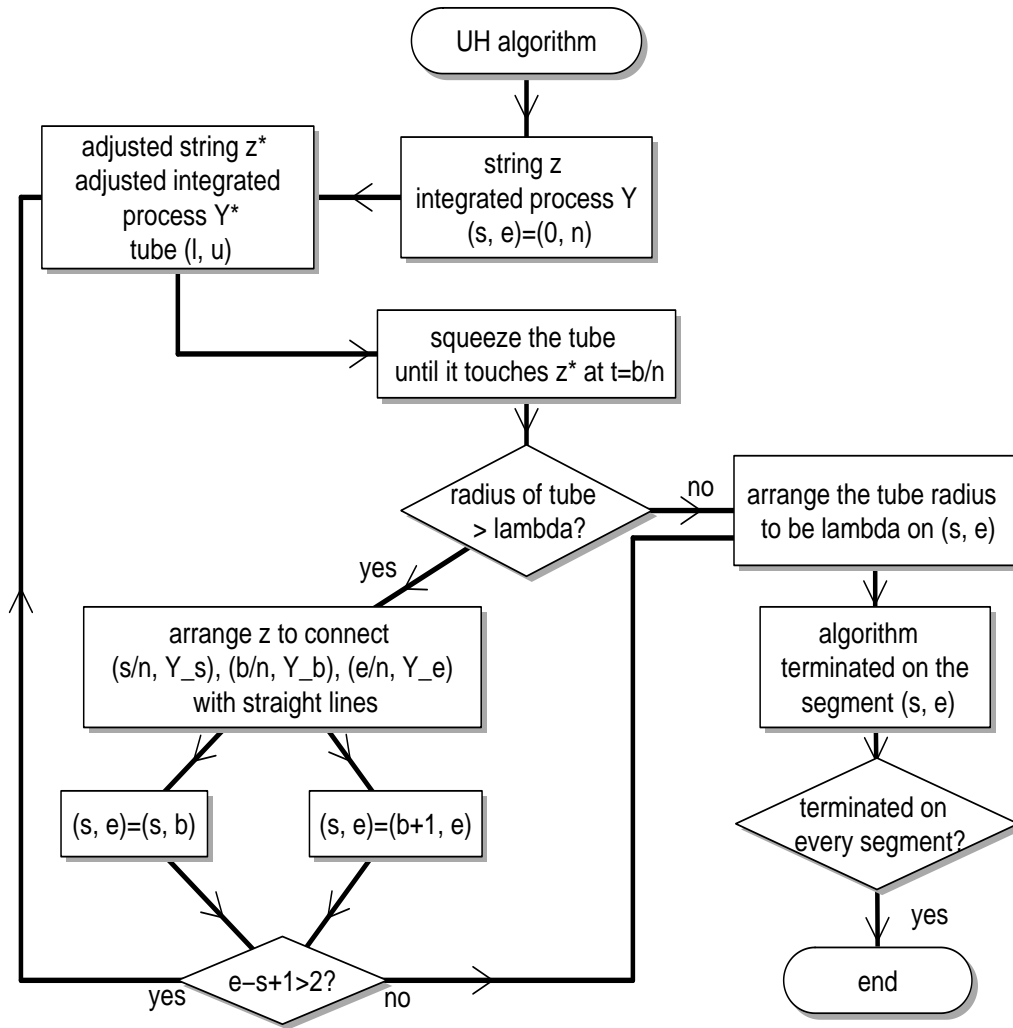 UH algorithm
string z
integrated process Y
(s, e)=(0, n)
adjusted string z*
adjusted integrated
process Y*
tube (l, u)
squeeze the tube
until it touches z* at t=b/n
radius of tube
> lambda?
no
arrange the tube radius
to be lambda on (s, e)
yes
arrange z to connect
(s/n, Y_s), (b/n, Y_b), (e/n, Y_e)
with straight lines
algorithm
terminated on the
segment (s, e)
(s, e)=(s, b)
(s, e)=(b+1, e)
terminated on
every segment?
yes
e−s+1>2?
yes
no
end